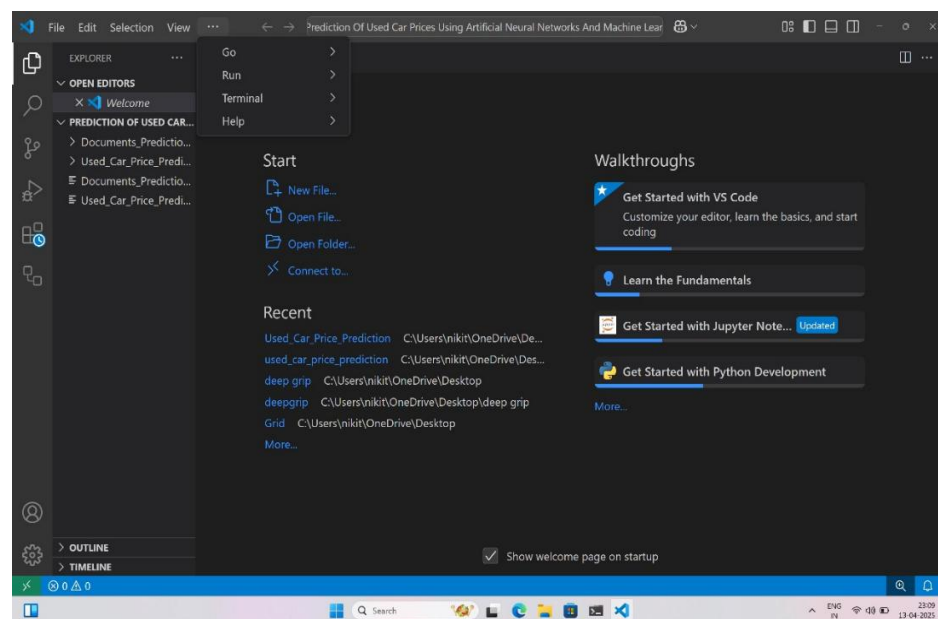 File Edit Selection View ... Prediction Of Used Car Prices Using Artificial Neural Networks And Machine Lear
EXPLORER ...
OPEN EDITORS
Welcome
PREDICTION OF USED CAR...
Documents_Predictio...
Used_Car_Price_Predi...
Documents_Predictio...
Used_Car_Price_Predi...
OUTLINE
TIMELINE
Go
Run
Terminal
Help
Start
New File...
Open File...
Open Folder...
Connect to...
Recent
Used_Car_Price_Prediction C:\Users\nikit\OneDrive\De...
used_car_price_prediction C:\Users\nikit\OneDrive\Des...
deep grip C:\Users\nikit\OneDrive\Desktop
deepgrip C:\Users\nikit\OneDrive\Desktop\deep grip
Grid C:\Users\nikit\OneDrive\Desktop
More...
Walkthroughs
Get Started with VS Code
Customize your editor, learn the basics, and start
coding
Learn the Fundamentals
Get Started with Jupyter Note... Updated
Get Started with Python Development
More...
Show welcome page on startup
0 0
Search
ENG
IN
23:09
13-04-2025